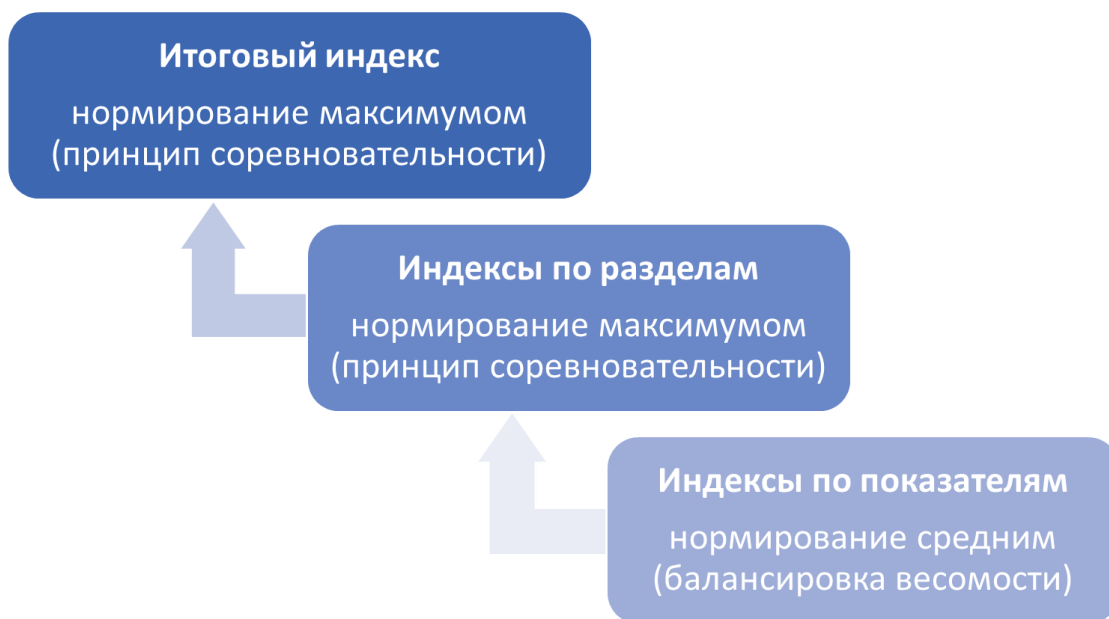 Итоговый индекс
нормирование максимумом
(принцип соревновательности)
Индексы по разделам
нормирование максимумом
(принцип соревновательности)
Индексы по показателям
нормирование средним
(балансировка весомости)